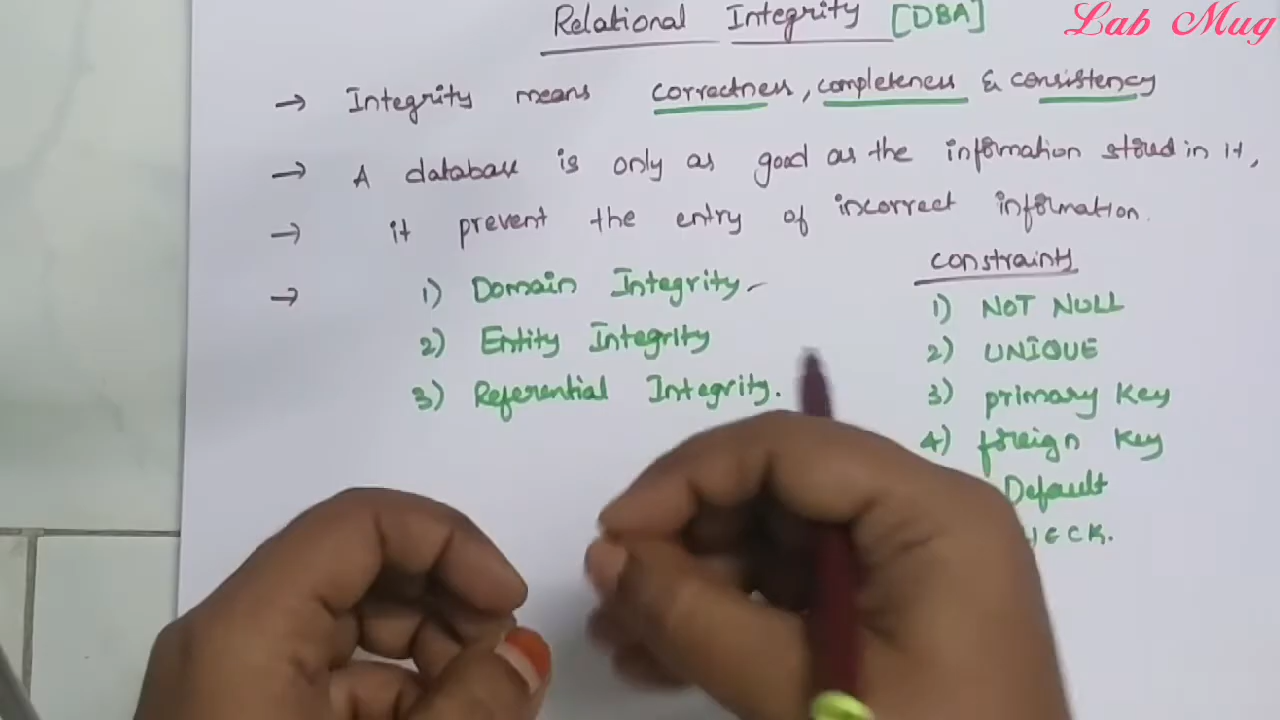 Lab Mug
Relational Integrity [DBA]
→ Integrity means correctness, completeness & consistency
→ A database is only as good as the information stored in it,
→ it prevent the entry of incorrect information.
→ 1) Domain Integrity
2) Entity Integrity
3) Referential Integrity.
constraints
1) NOT NULL
2) UNIQUE
3) primary key
4) foreign key
Default
ECK.